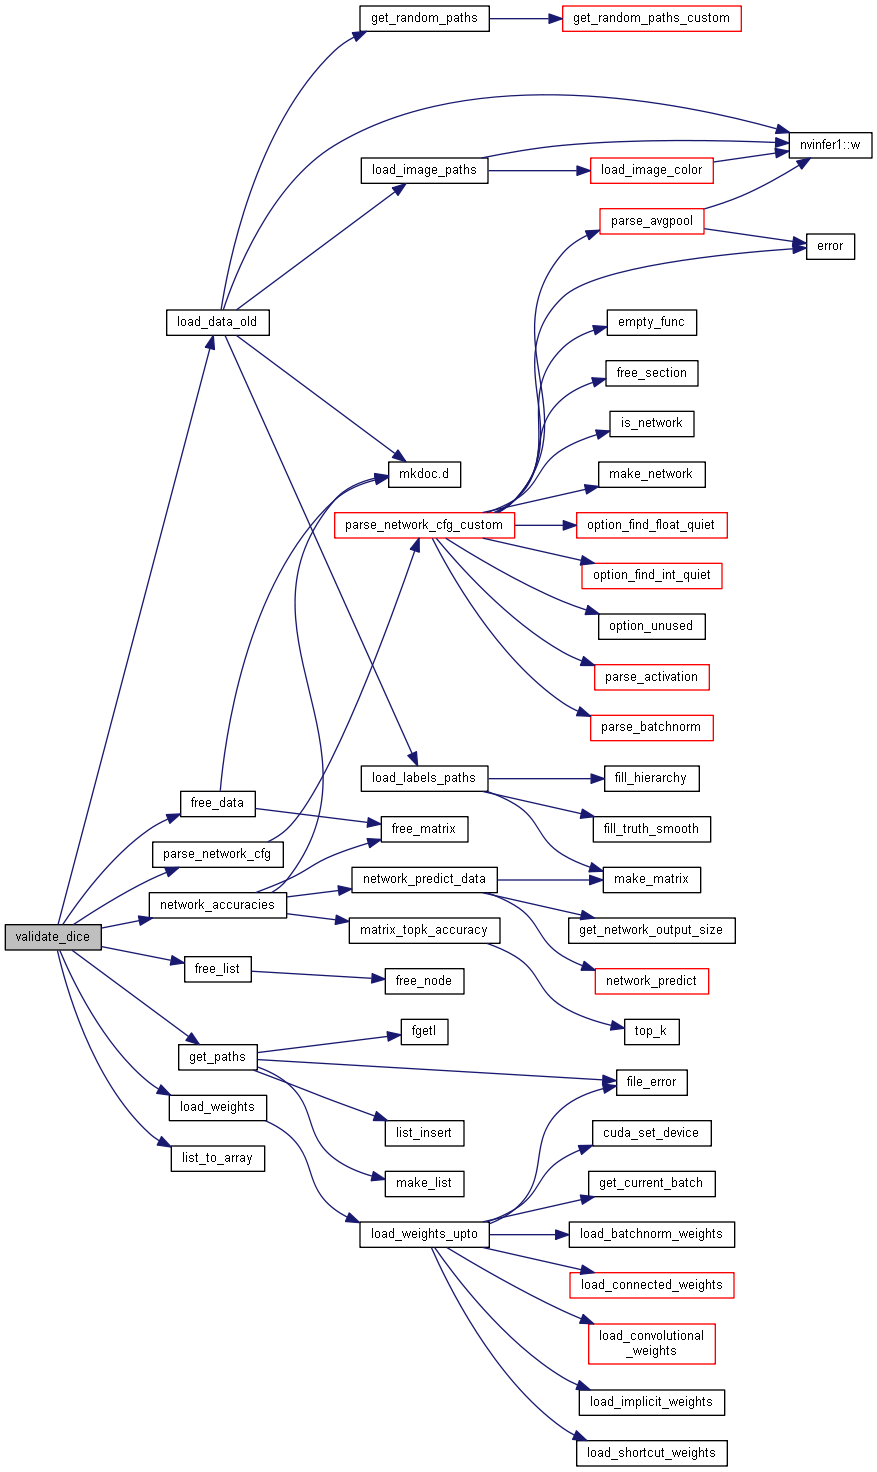 get_random_paths
get_random_paths_custom
nvinfer1::w
load_image_paths
load_image_color
parse_avgpool
error
load_data_old
empty_func
free_section
is_network
mkdoc.d
make_network
parse_network_cfg_custom
option_find_float_quiet
option_find_int_quiet
option_unused
parse_activation
parse_batchnorm
load_labels_paths
fill_hierarchy
free_data
free_matrix
fill_truth_smooth
parse_network_cfg
network_predict_data
make_matrix
network_accuracies
matrix_topk_accuracy
get_network_output_size
validate_dice
free_list
free_node
network_predict
fgetl
top_k
get_paths
file_error
load_weights
list_insert
cuda_set_device
list_to_array
make_list
get_current_batch
load_weights_upto
load_batchnorm_weights
load_connected_weights
load_convolutional
_weights
load_implicit_weights
load_shortcut_weights